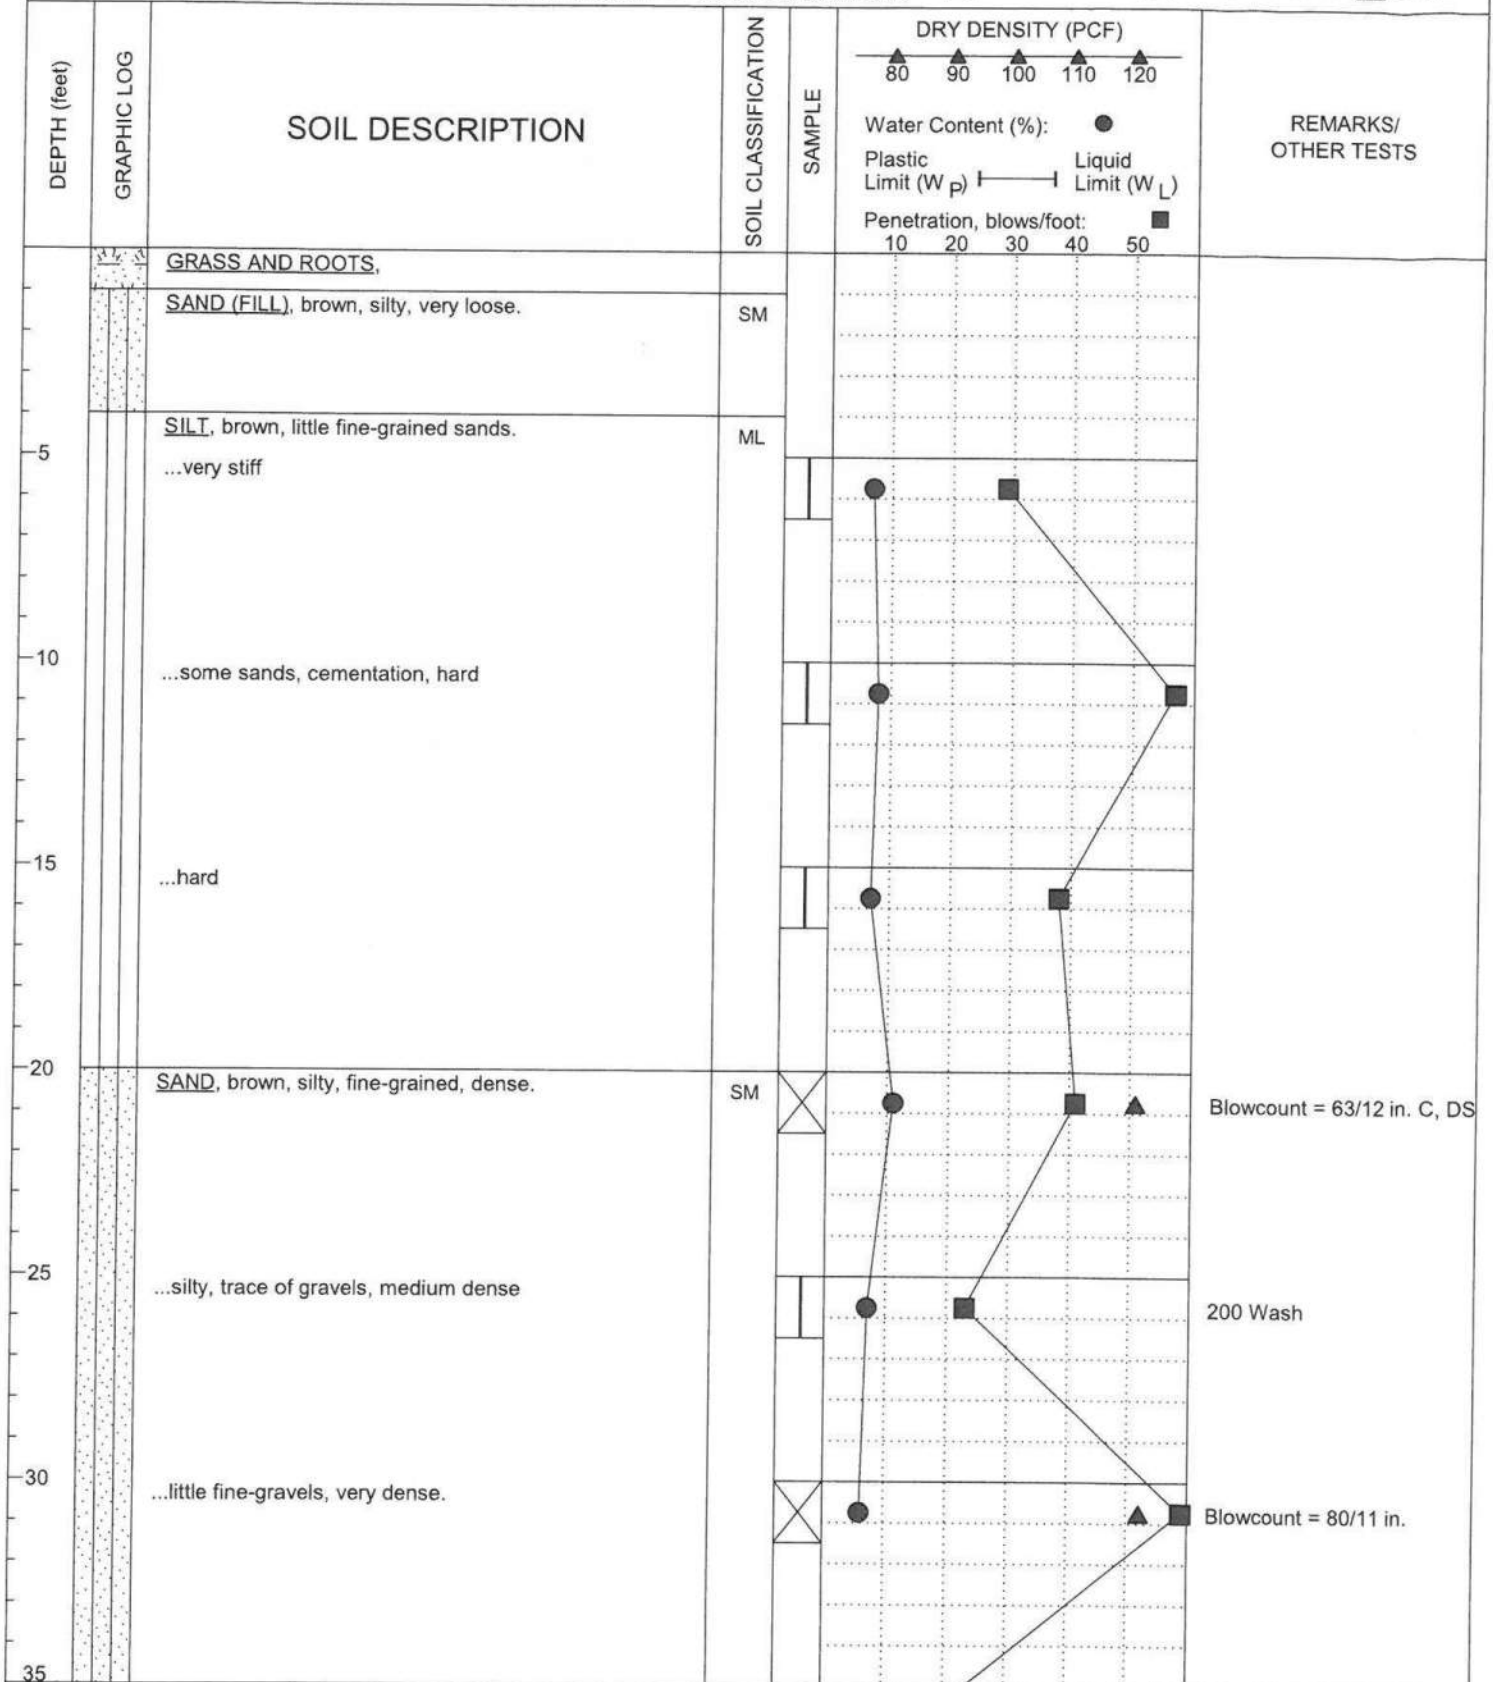 DEPTH (feet)
GRAPHIC LOG
SOIL DESCRIPTION
SOIL CLASSIFICATION
SAMPLE
DRY DENSITY (PCF)
80 90 100 110 120
Water Content (%):
Plastic Limit (W P)
Liquid Limit (W L)
Penetration, blows/foot:
10 20 30 40 50
REMARKS/
OTHER TESTS
GRASS AND ROOTS,
SAND (FILL), brown, silty, very loose.
SM
SILT, brown, little fine-grained sands.
ML
5
...very stiff
10
...some sands, cementation, hard
15
...hard
20
SAND, brown, silty, fine-grained, dense.
SM
Blowcount = 63/12 in. C, DS
25
...silty, trace of gravels, medium dense
200 Wash
30
...little fine-gravels, very dense.
Blowcount = 80/11 in.
35